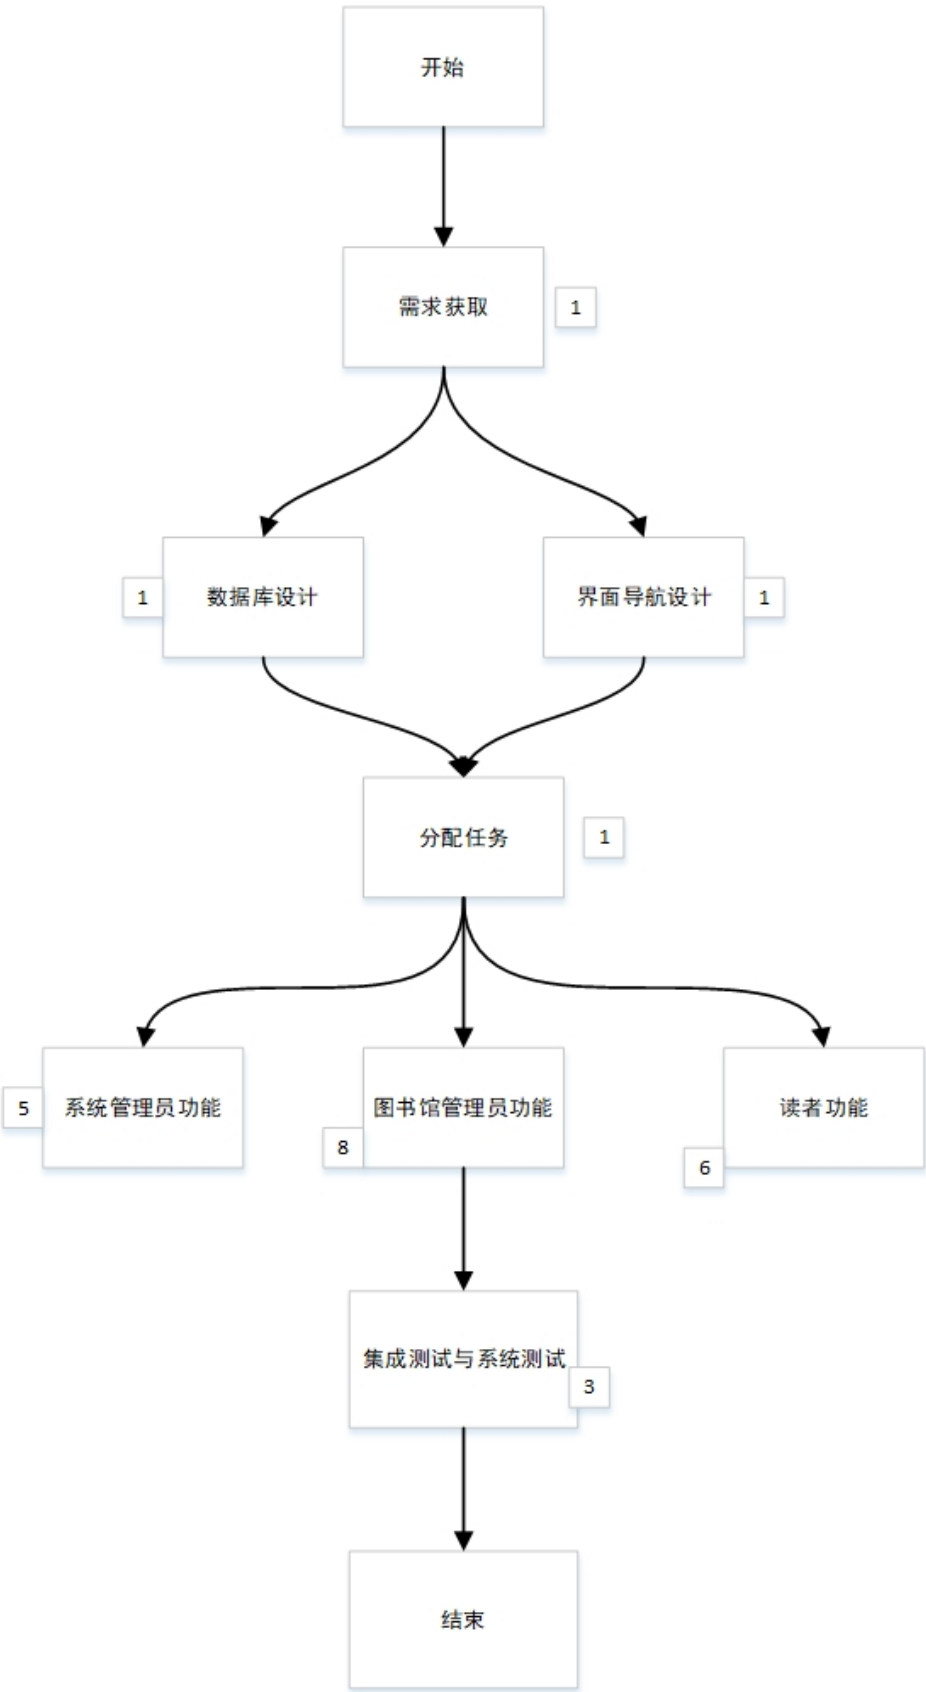 开始
需求获取
1
1
数据库设计
界面导航设计
1
分配任务
1
5
系统管理员功能
图书馆管理员功能
8
读者功能
6
集成测试与系统测试
3
结束